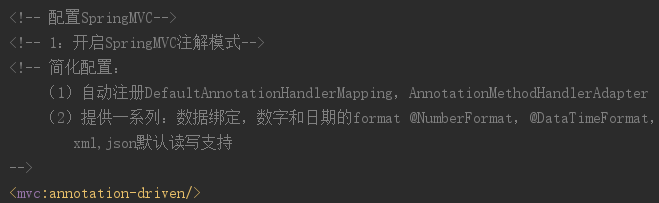 <!-- 配置SpringMVC-->
<!-- 1：开启SpringMVC注解模式-->
<!-- 简化配置：
（1）自动注册DefaultAnnotationHandlerMapping，AnnotationMethodHandlerAdapter
（2）提供一系列：数据绑定，数字和日期的format @NumberFormat，@DataTimeFormat，
xml,json默认读写支持
-->
<mvc:annotation-driven/>